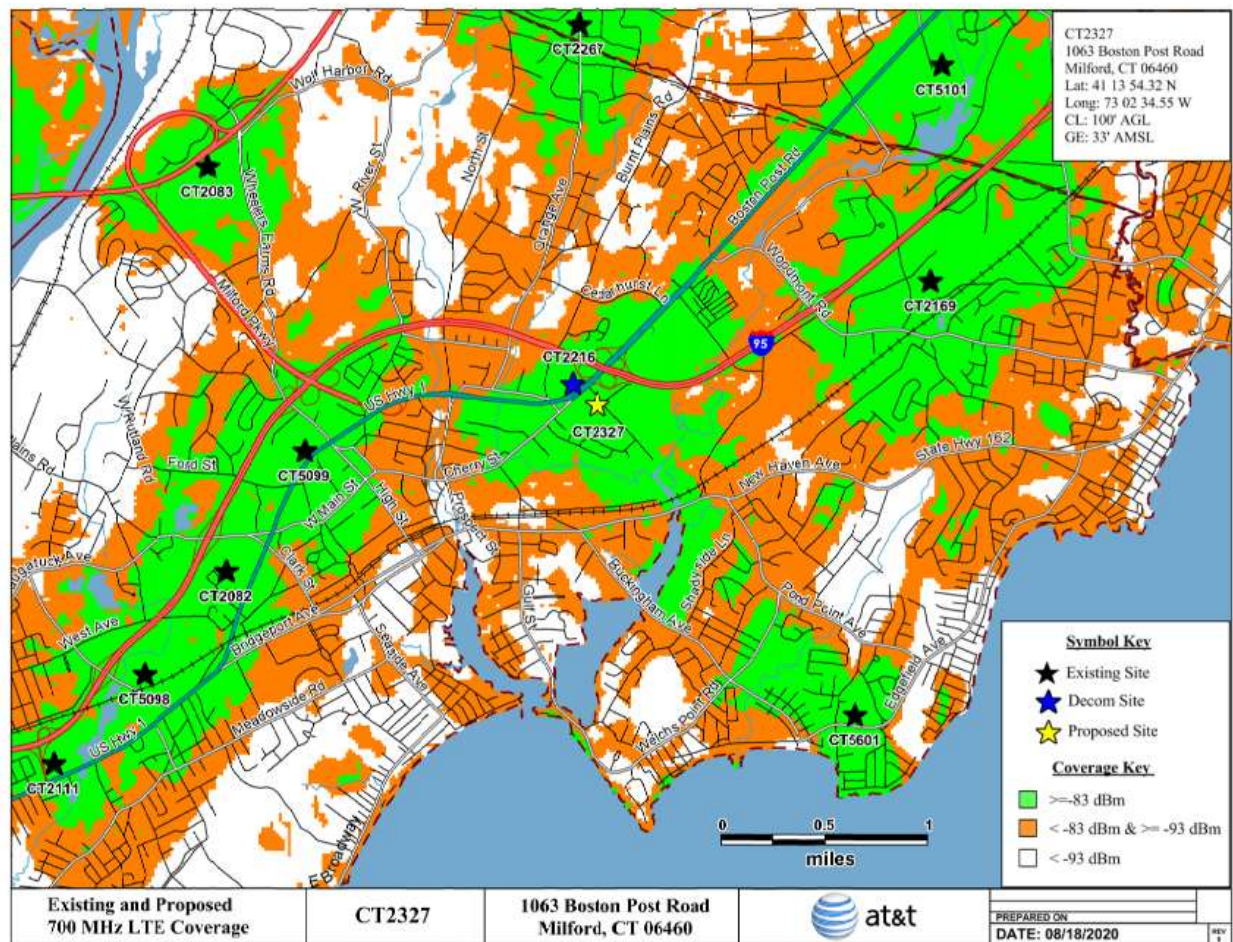 CT2327
1063 Boston Post Road
Milford, CT 06460
Lat: 41 13 54.32 N
Long: 73 02 34.55 W
CL: 100' AGL
GE: 33' AMSL
CT2267
CT5101
Wolf Harbor Rd
CT2083
Wheelers Farms Rd
W River St
North St
Burnt Plains Rd
Orange Ave
Boston Post Rd
Woodmont Rd
CT2169
Cedarhurst Ln
Milford Pkwy
95
CT2216
US Hwy 1
CT2327
W Rutland Rd
Ford St
CT5099
Cherry St
State Hwy 162
New Haven Ave
W Main St
High St
Prospect St
Clark St
CT2082
West Ave
Bridgeport Ave
Gulf St
Buckingham Ave
Shadyside Ln
Pond Point Ave
Seaside Ave
CT5098
Meadowside Rd
US Hwy 1
CT2111
Welchs Point Rd
Edgefield Ave
CT5601
E Broadway
0 0.5 1
miles
Symbol Key
Existing Site
Decom Site
Proposed Site
Coverage Key
>=-83 dBm
< -83 dBm & >= -93 dBm
< -93 dBm
Existing and Proposed
700 MHz LTE Coverage
CT2327
1063 Boston Post Road
Milford, CT 06460
at&t
PREPARED ON
DATE: 08/18/2020
REV